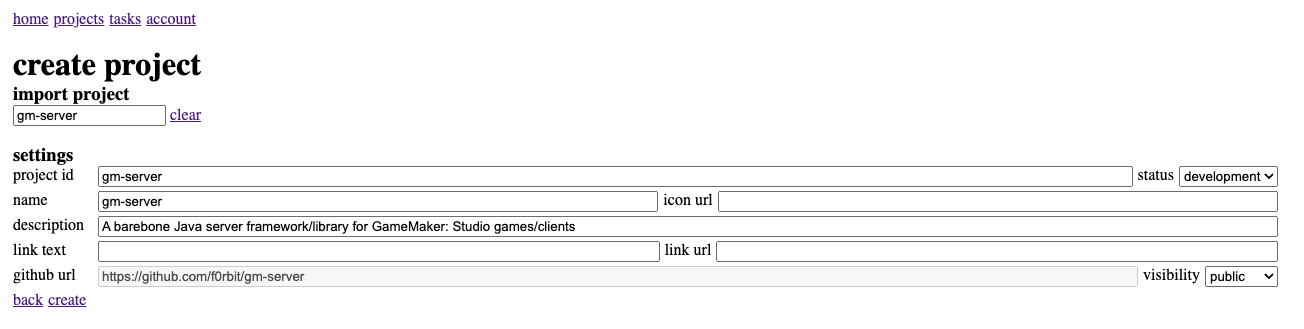 home projects tasks account
create project
import project
gm-server clear
settings
project id gm-server status development
name gm-server icon url
description A barebone Java server framework/library for GameMaker: Studio games/clients
link text link url
github url https://github.com/f0rbit/gm-server visibility public
back create